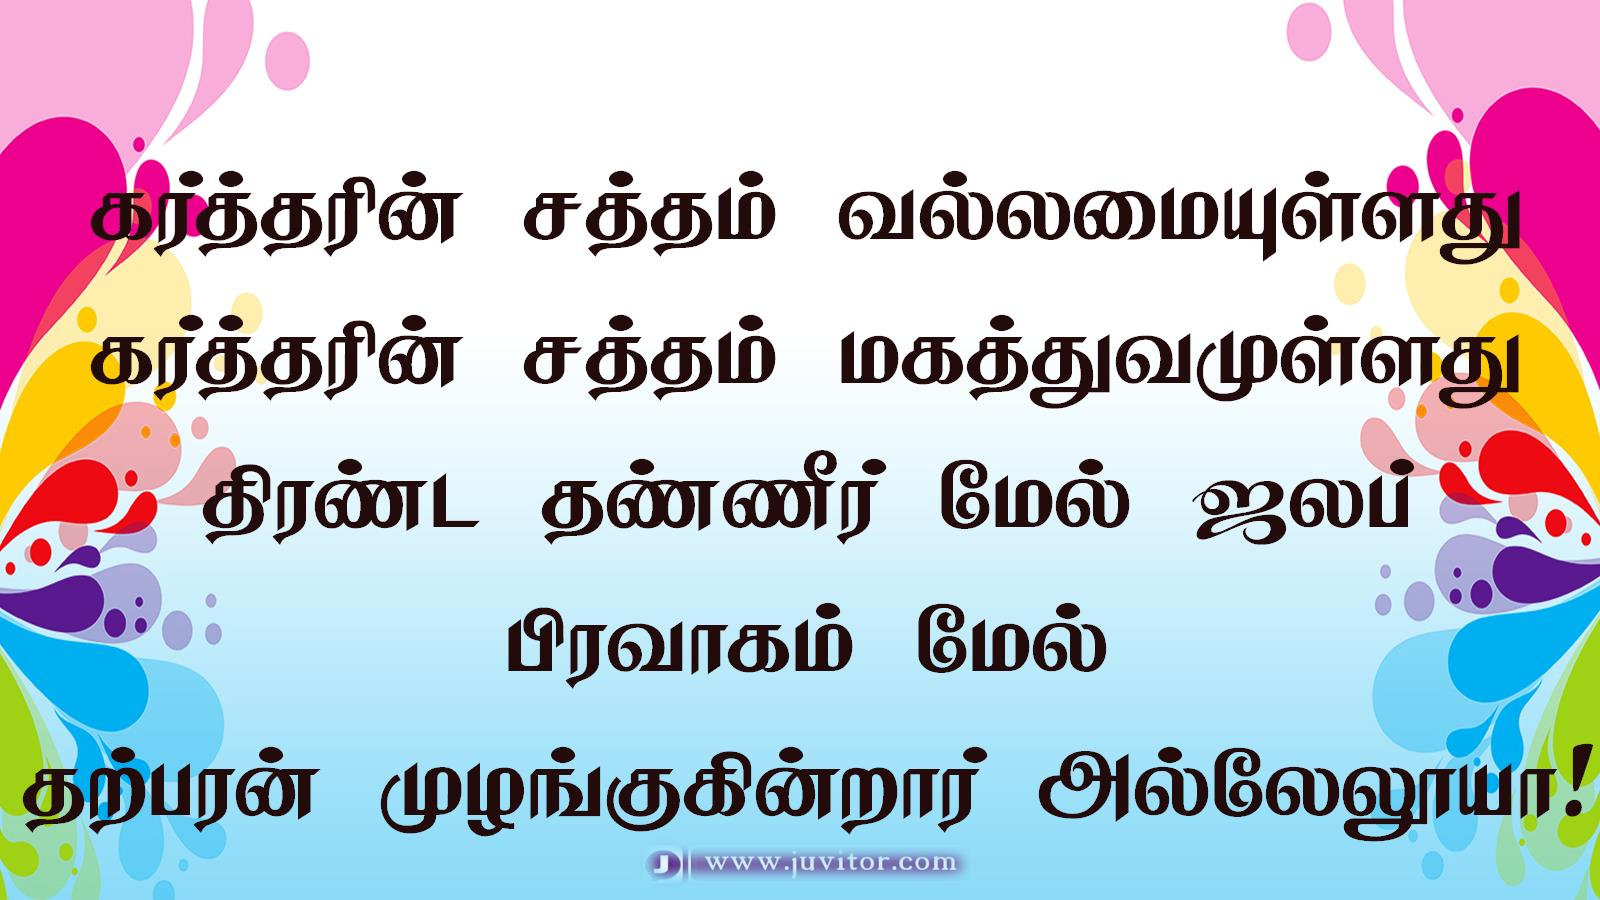 கர்த்தரின் சத்தம் வல்லமையுள்ளது
கர்த்தரின் சத்தம் மகத்துவமுள்ளது
திரண்ட தண்ணீர் மேல் ஜலப்
பிரவாகம் மேல்
தற்பரன் முழங்குகின்றார் அல்லேலூயா!
J www.juvitor.com